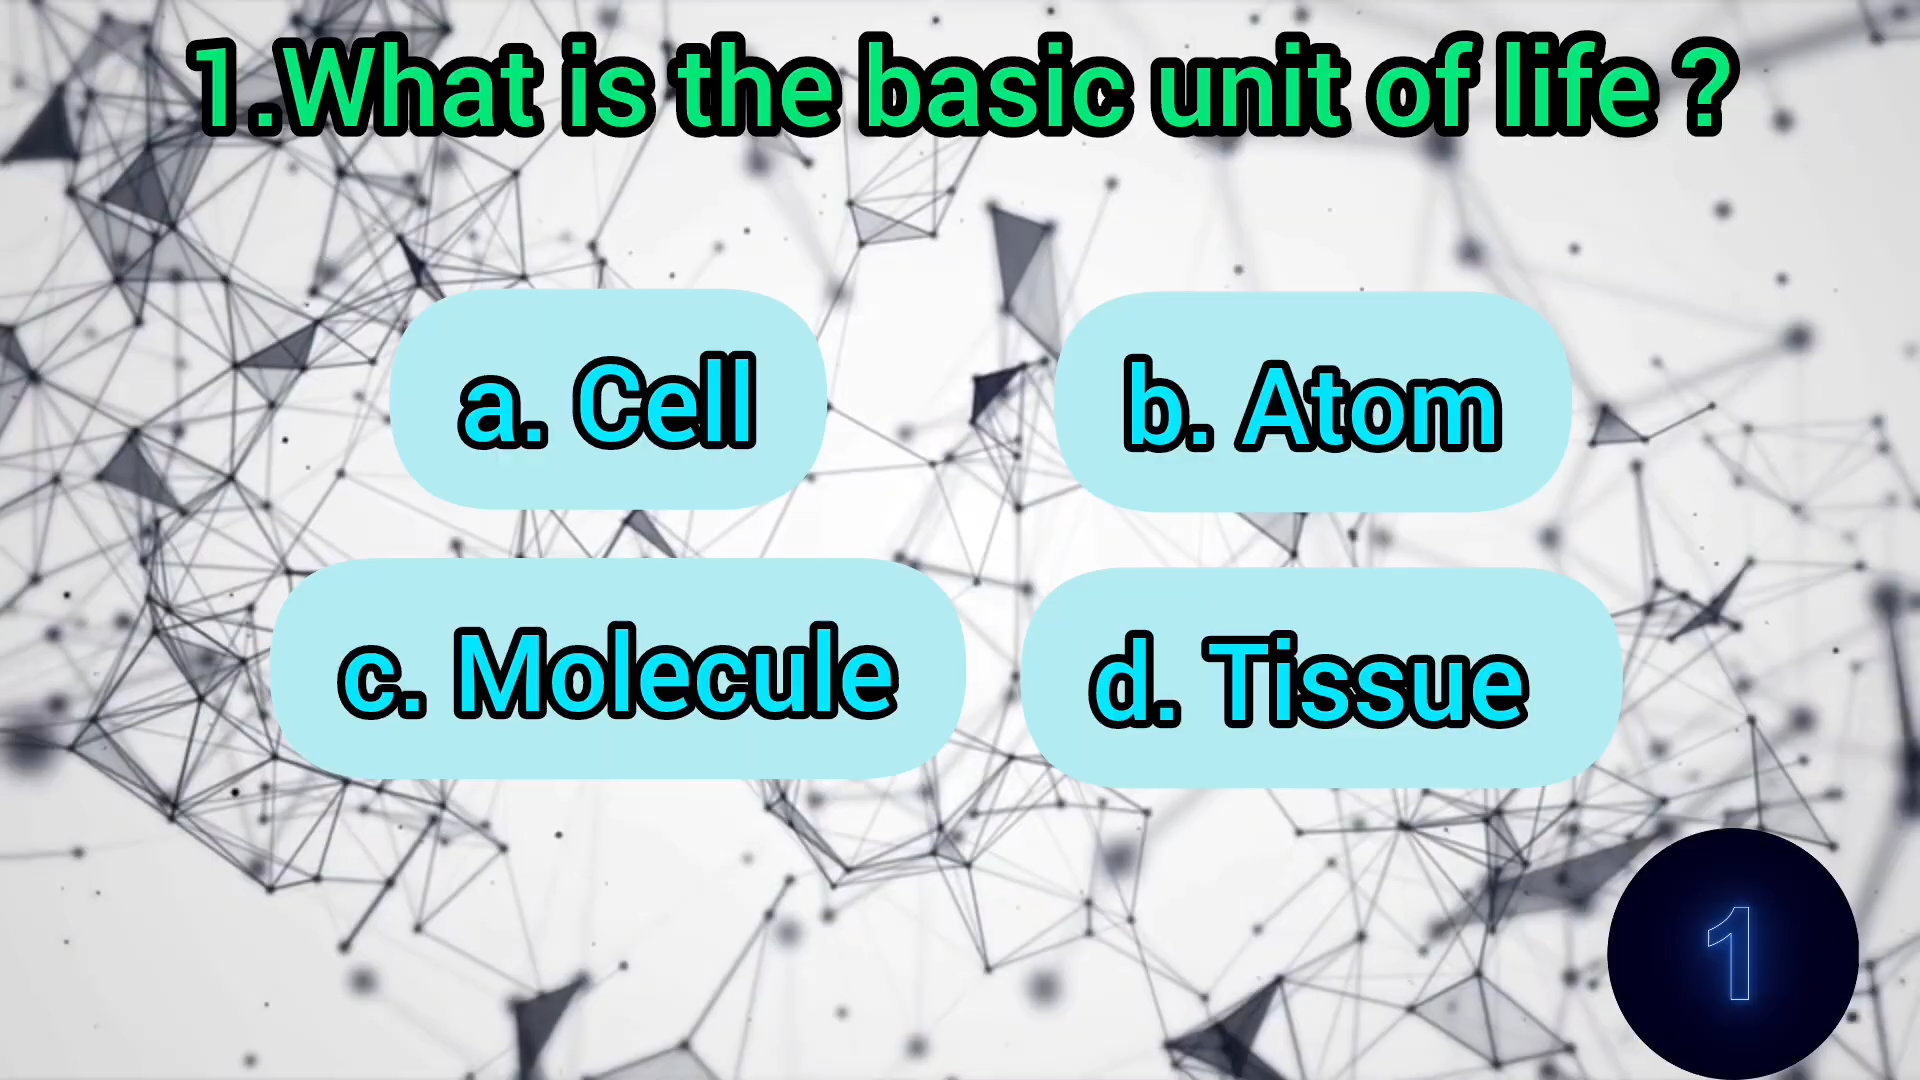 1.What is the basic unit of life ?
a. Cell
b. Atom
c. Molecule
d. Tissue
1